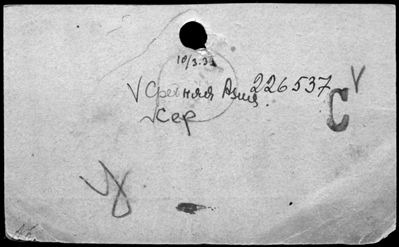 10/3.3
V Средняя Азия 226537 V
V Сер С